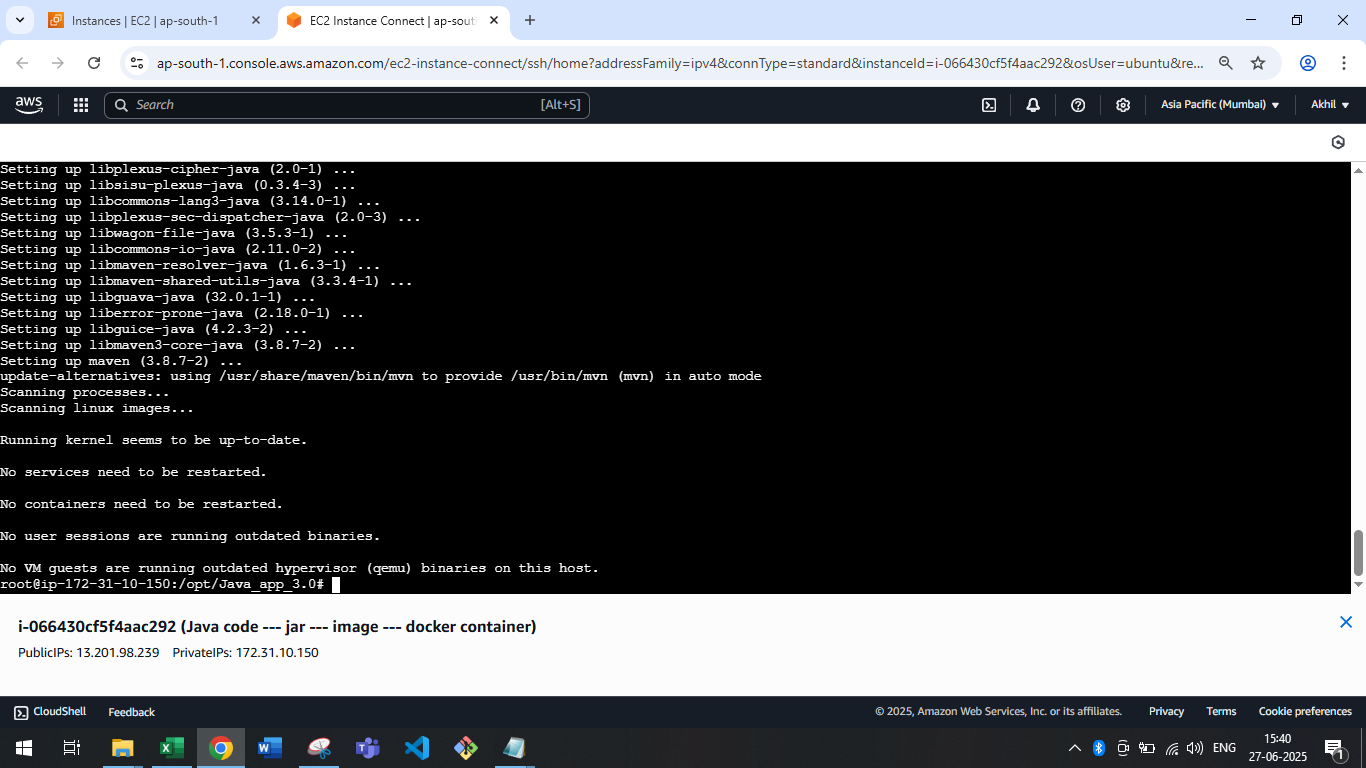 Instances | EC2 | ap-south-1
EC2 Instance Connect | ap-sout
ap-south-1.console.aws.amazon.com/ec2-instance-connect/ssh/home?addressFamily=ipv4&connType=standard&instanceId=i-066430cf5f4aac292&osUser=ubuntu&re...
aws
Search
[Alt+S]
Asia Pacific (Mumbai)
Akhil
Setting up libplexus-cipher-java (2.0-1) ...
Setting up libsisu-plexus-java (0.3.4-3) ...
Setting up libcommons-lang3-java (3.14.0-1) ...
Setting up libplexus-sec-dispatcher-java (2.0-3) ...
Setting up libwagon-file-java (3.5.3-1) ...
Setting up libcommons-io-java (2.11.0-2) ...
Setting up libmaven-resolver-java (1.6.3-1) ...
Setting up libmaven-shared-utils-java (3.3.4-1) ...
Setting up libguava-java (32.0.1-1) ...
Setting up liberror-prone-java (2.18.0-1) ...
Setting up libguice-java (4.2.3-2) ...
Setting up libmaven3-core-java (3.8.7-2) ...
Setting up maven (3.8.7-2) ...
update-alternatives: using /usr/share/maven/bin/mvn to provide /usr/bin/mvn (mvn) in auto mode
Scanning processes...
Scanning linux images...
Running kernel seems to be up-to-date.
No services need to be restarted.
No containers need to be restarted.
No user sessions are running outdated binaries.
No VM guests are running outdated hypervisor (qemu) binaries on this host.
root@ip-172-31-10-150:/opt/Java_app_3.0#
i-066430cf5f4aac292 (Java code --- jar --- image --- docker container)
PublicIPs: 13.201.98.239 PrivateIPs: 172.31.10.150
CloudShell
Feedback
© 2025, Amazon Web Services, Inc. or its affiliates.
Privacy
Terms
Cookie preferences
ENG
15:40
27-06-2025
1